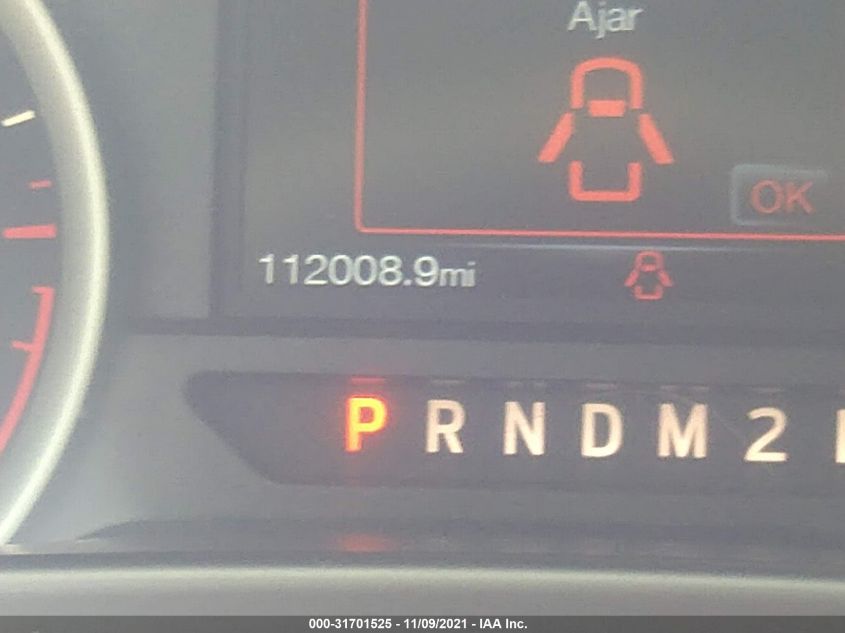 Ajar
OK
112008.9mi
P R N D M 2
000-31701525 - 11/09/2021 - IAA Inc.